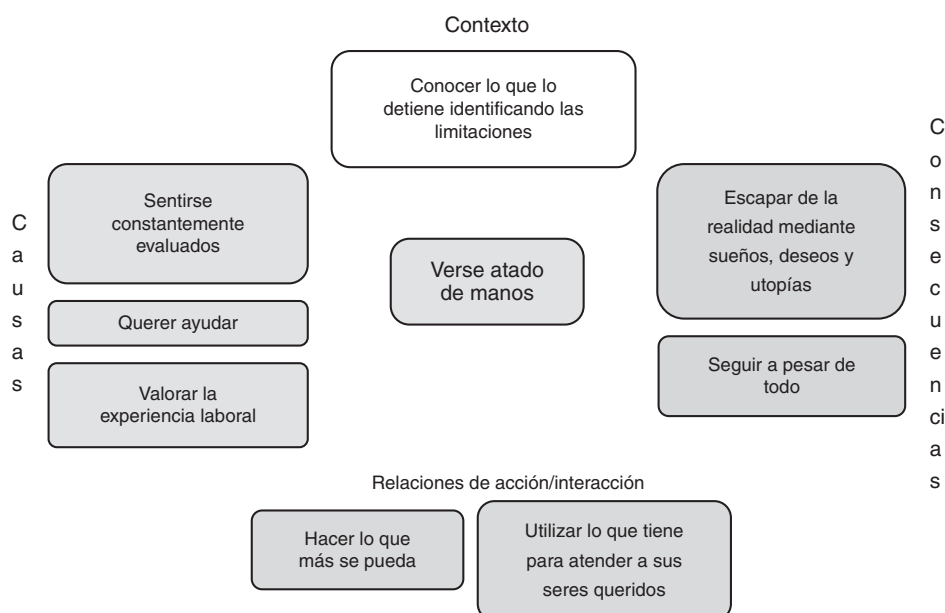 Contexto
Conocer lo que lo
detiene identificando las
limitaciones
Causas
Sentirse
constantemente
evaluados
Querer ayudar
Valorar la
experiencia laboral
Verse atado
de manos
Escapar de la
realidad mediante
sueños, deseos y
utopías
Seguir a pesar de
todo
Consecuencias
Relaciones de acción/interacción
Hacer lo que
más se pueda
Utilizar lo que tiene
para atender a sus
seres queridos